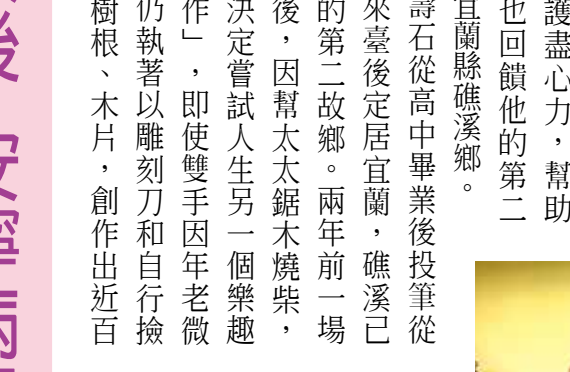 護盡心力，幫助
也回饋他的第二
宜蘭縣礁溪鄉。
壽石從高中畢業後投筆從
來臺後定居宜蘭，礁溪已
的第二故鄉。兩年前一場
後，因幫太太鋸木燒柴，
決定嘗試人生另一個樂趣
作」，即使雙手因年老微
仍執著以雕刻刀和自行撿
樹根、木片，創作出近百
後 安寧病